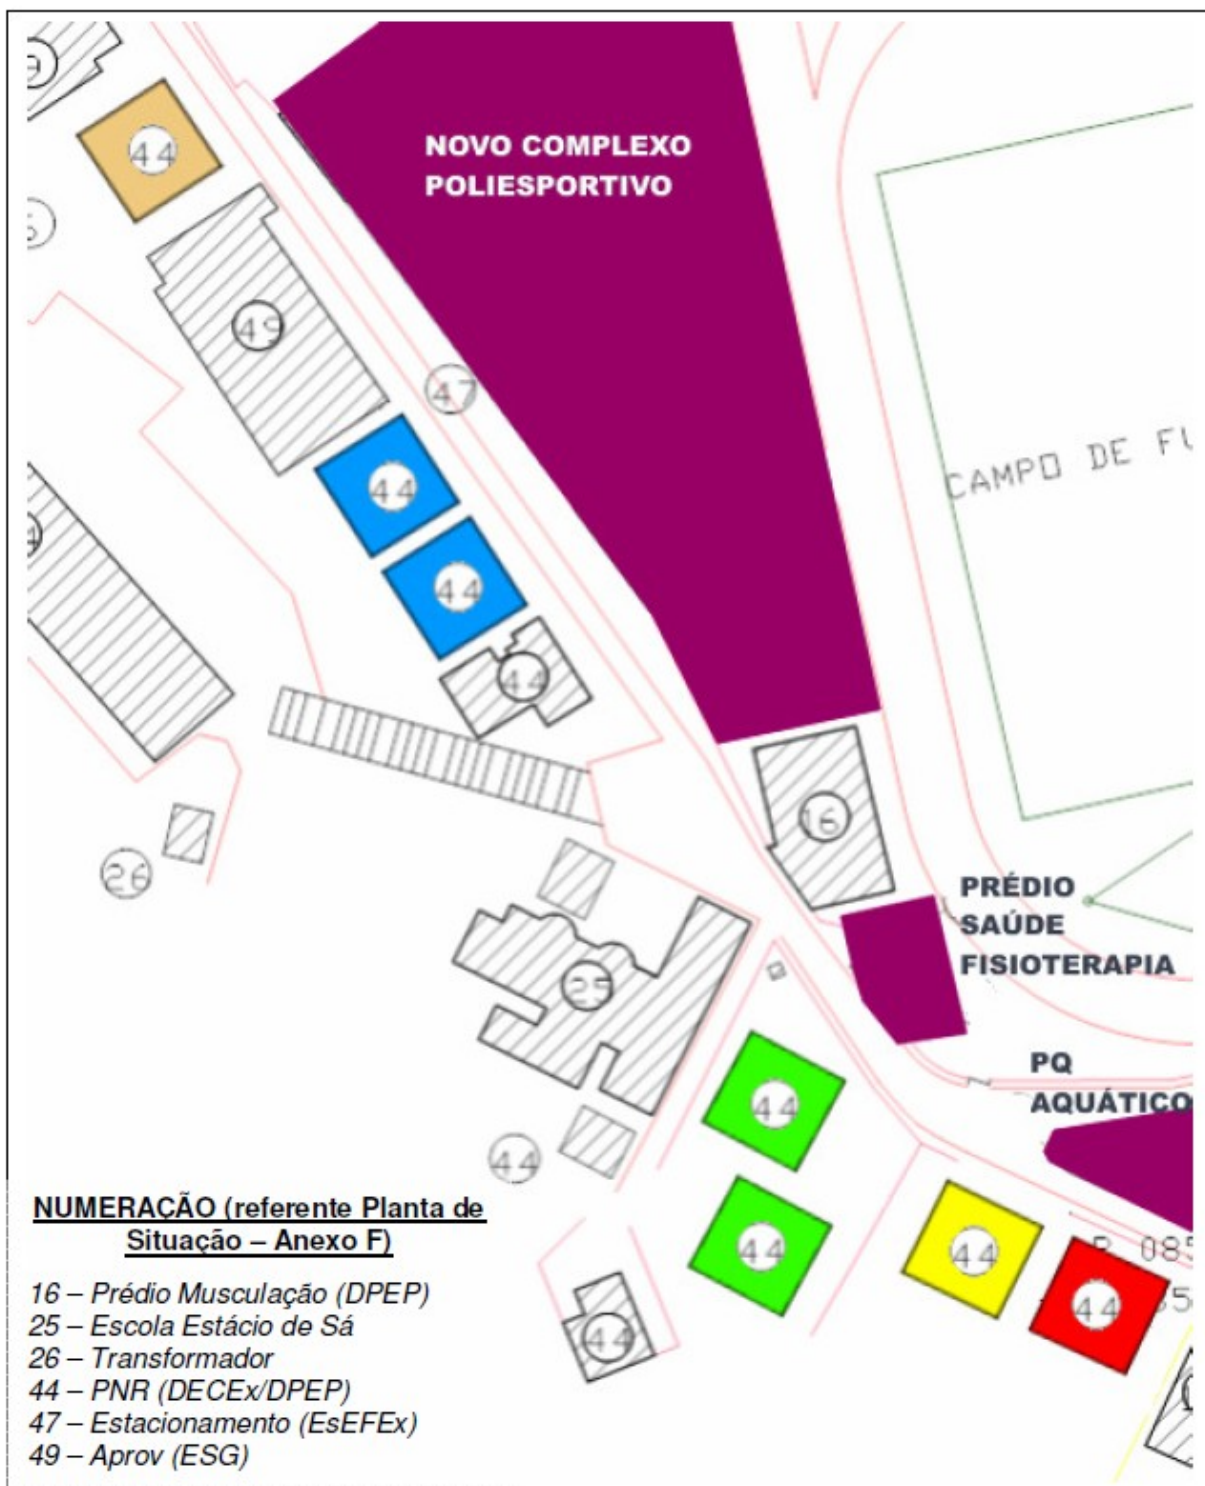 44
NOVO COMPLEXO
POLIESPORTIVO
49
47
CAMPO DE
44
44
44
16
26
PRÉDIO
SAÚDE
FISIOTERAPIA
25
PQ
AQUÁTICO
44
44
44
44
44
44
NUMERAÇÃO (referente Planta de
Situação – Anexo F)
16 – Prédio Musculação (DPEP)
25 – Escola Estácio de Sá
26 – Transformador
44 – PNR (DECEx/DPEP)
47 – Estacionamento (EsEFEx)
49 – Aprov (ESG)